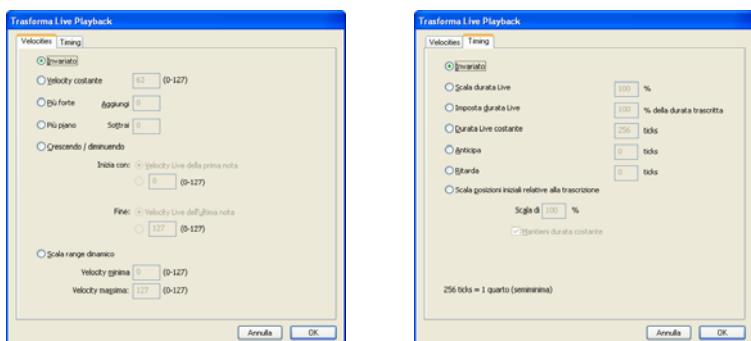 Trasforma Live Playback
Velocities Timing
Invariato
Velocity costante 62 (0-127)
Più forte Aggiungi 0
Più piano Sottrai 0
Crescendo / diminuendo
Inizia con: Velocity Live della prima nota
0 (0-127)
Fine: Velocity Live dell'ultima nota
127 (0-127)
Scala range dinamico
Velocity minima 0 (0-127)
Velocity massima: 127 (0-127)
Annulla OK
Trasforma Live Playback
Velocities Timing
Invariato
Scala durata Live 100 %
Imposta durata Live 100 % della durata trascritta
Durata Live costante 256 ticks
Anticipa 0 ticks
Ritarda 0 ticks
Scala posizioni iniziali relative alla trascrizione
Scala di 100 %
Mantieni durata costante
256 ticks = 1 quarto (semiminima)
Annulla OK